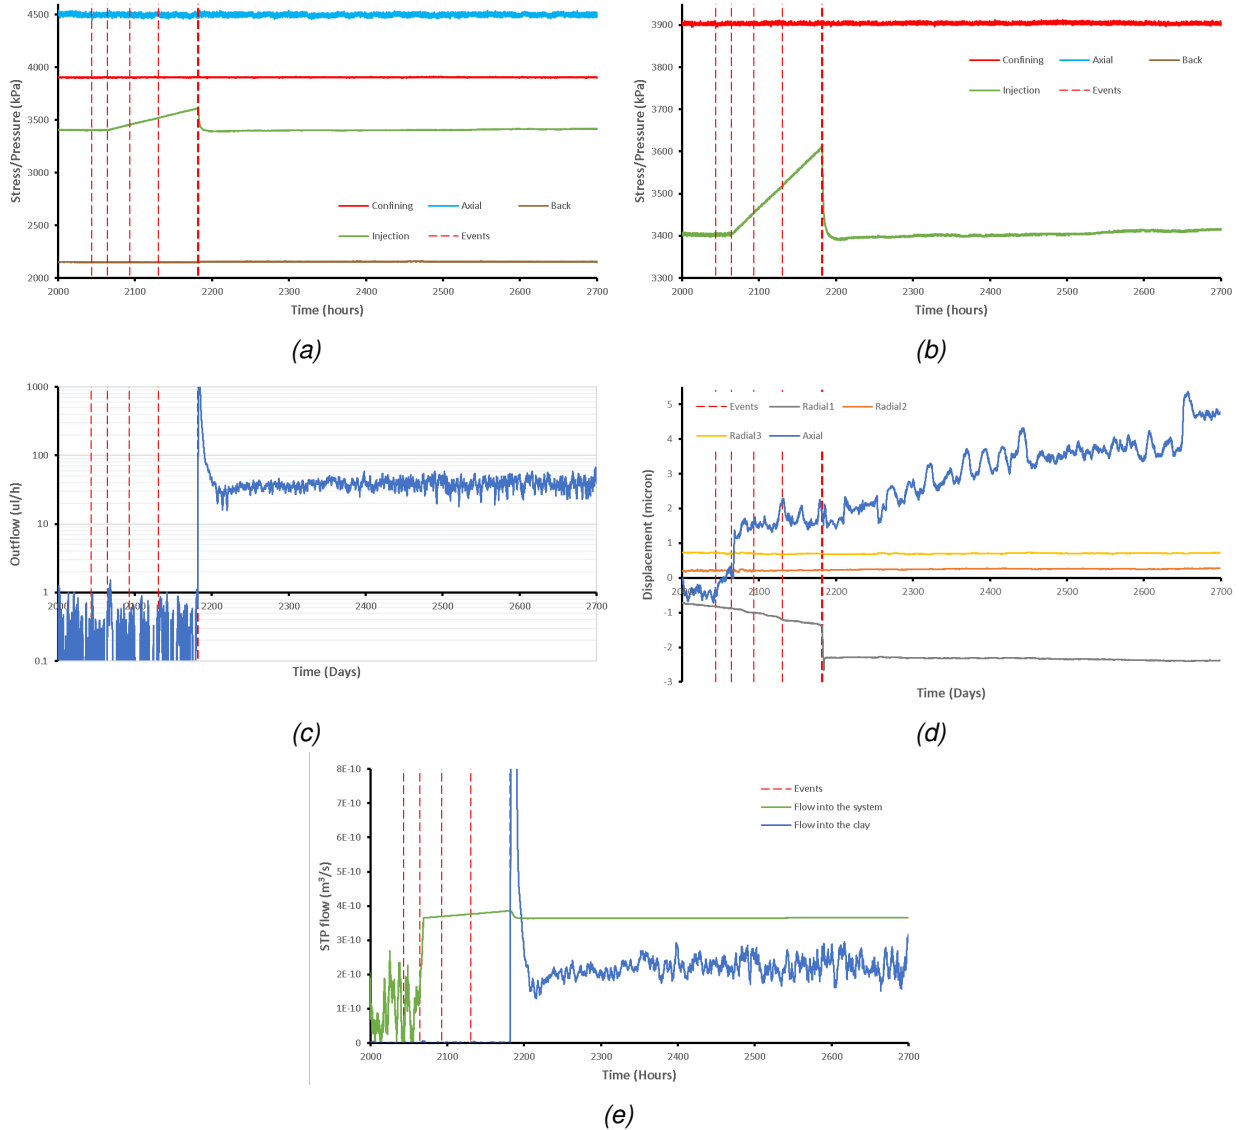 4500
4000
3500
3000
2500
2000
Stress/Pressure (kPa)
Confining Axial Back
Injection Events
2000 2100 2200 2300 2400 2500 2600 2700
Time (hours)
(a)
3900
3800
3700
3600
3500
3400
3300
Stress/Pressure (kPa)
Confining Axial Back
Injection Events
2000 2100 2200 2300 2400 2500 2600 2700
Time (hours)
(b)
1000
100
10
1
0.1
Outflow (ul/h)
2000 2100 2200 2300 2400 2500 2600 2700
Time (Days)
(c)
5
4
3
2
1
0
-1
-2
-3
Displacement (micron)
Events Radial1 Radial2
Radial3 Axial
2000 2100 2200 2300 2400 2500 2600 2700
Time (Days)
(d)
8E-10
7E-10
6E-10
5E-10
4E-10
3E-10
2E-10
1E-10
0
STP flow (m³/s)
Events
Flow into the system
Flow into the clay
2000 2100 2200 2300 2400 2500 2600 2700
Time (Hours)
(e)